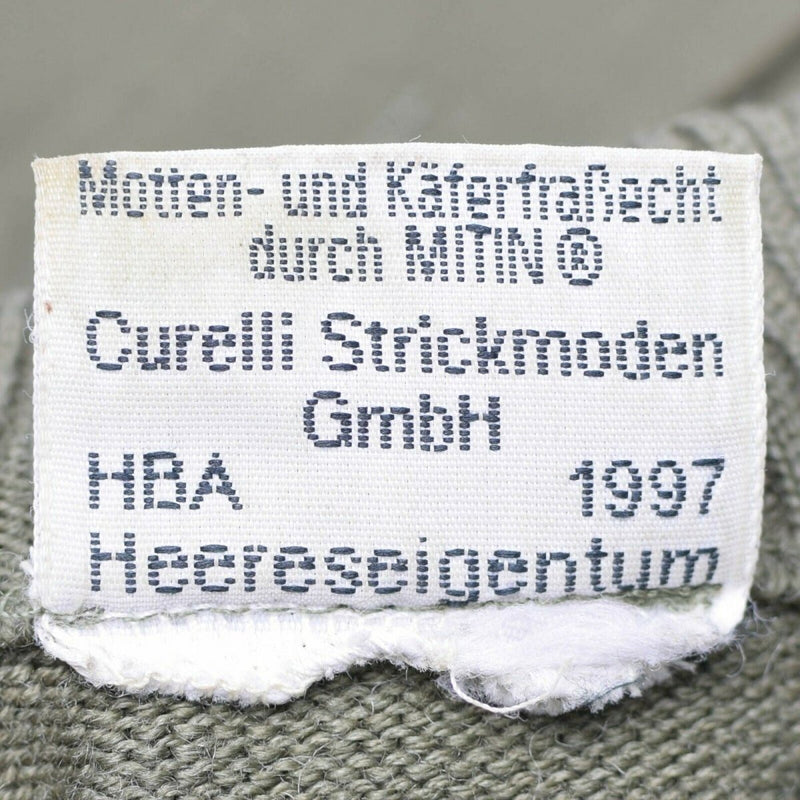 Motten- und Käferfraßecht
durch MITIN ®
Curelli Strickmoden
GmbH
HBA 1997
Heereseigentum